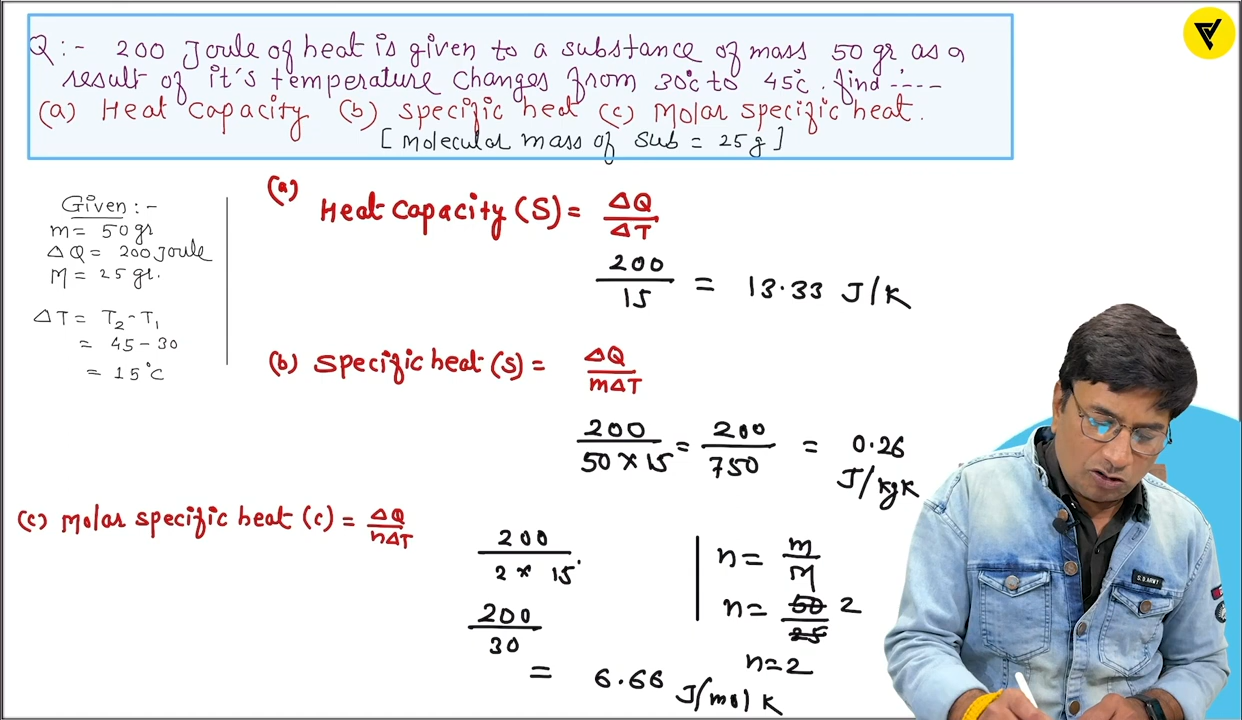 Q :- 200 Joule of heat is given to a substance of mass 50 gr as a
result of it's temperature changes from 30°c to 45°c. find :----
(a) Heat Capacity (b) Specific heat (c) Molar specific heat.
[Molecular mass of Sub = 25g]
Given :-
m = 50 gr
ΔQ = 200 Joule
M = 25 gr.
ΔT = T₂ - T₁
= 45 - 30
= 15°C
(a)
Heat Capacity (S) = ΔQ / ΔT
200 / 15 = 13.33 J/K
(b) Specific heat (S) = ΔQ / mΔT
200 / 50 × 15 = 200 / 750 = 0.26
J/kgK
(c) Molar specific heat (c) = ΔQ / nΔT
200 / 2 × 15
200 / 30
= 6.66 J/mol K
n = m / M
n = 50 / 25 2
n = 2
S.D.ARMY